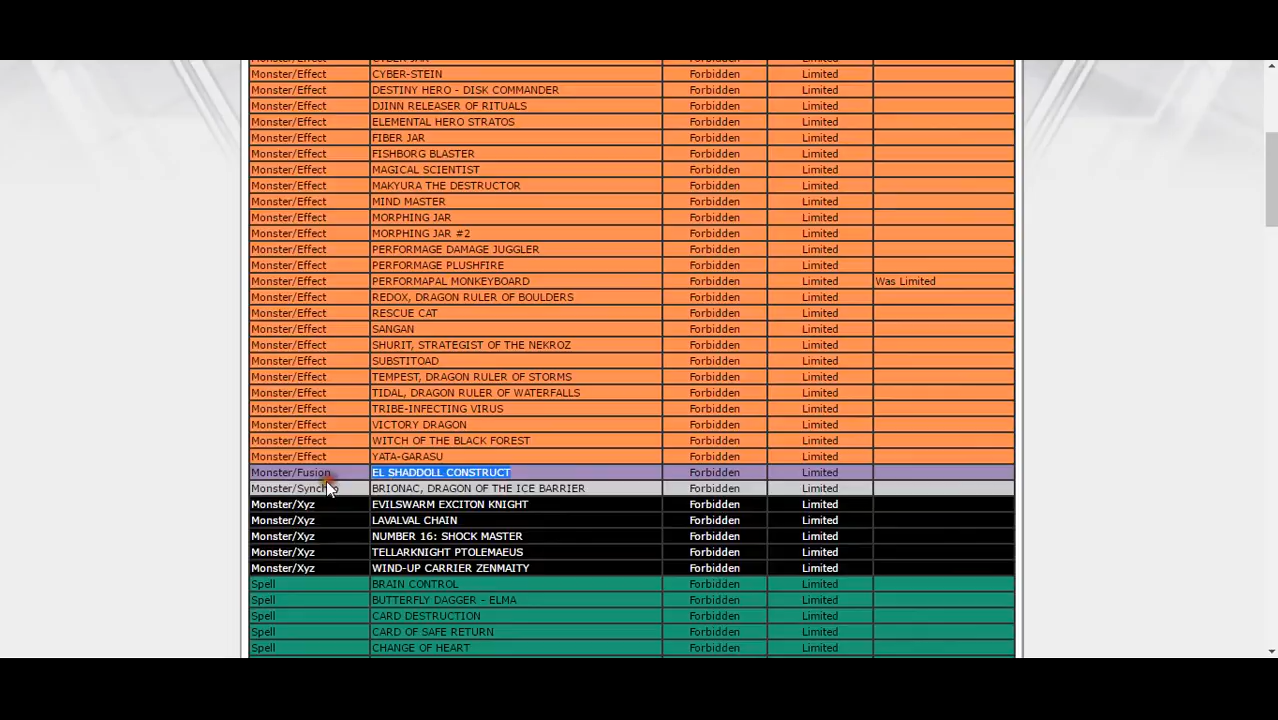 Monster/Effect CYBER JAR Forbidden Limited
Monster/Effect CYBER-STEIN Forbidden Limited
Monster/Effect DESTINY HERO - DISK COMMANDER Forbidden Limited
Monster/Effect DJINN RELEASER OF RITUALS Forbidden Limited
Monster/Effect ELEMENTAL HERO STRATOS Forbidden Limited
Monster/Effect FIBER JAR Forbidden Limited
Monster/Effect FISHBORG BLASTER Forbidden Limited
Monster/Effect MAGICAL SCIENTIST Forbidden Limited
Monster/Effect MAKYURA THE DESTRUCTOR Forbidden Limited
Monster/Effect MIND MASTER Forbidden Limited
Monster/Effect MORPHING JAR Forbidden Limited
Monster/Effect MORPHING JAR #2 Forbidden Limited
Monster/Effect PERFORMAGE DAMAGE JUGGLER Forbidden Limited
Monster/Effect PERFORMAGE PLUSHFIRE Forbidden Limited
Monster/Effect PERFORMAPAL MONKEYBOARD Forbidden Limited Was Limited
Monster/Effect REDOX, DRAGON RULER OF BOULDERS Forbidden Limited
Monster/Effect RESCUE CAT Forbidden Limited
Monster/Effect SANGAN Forbidden Limited
Monster/Effect SHURIT, STRATEGIST OF THE NEKROZ Forbidden Limited
Monster/Effect SUBSTITOAD Forbidden Limited
Monster/Effect TEMPEST, DRAGON RULER OF STORMS Forbidden Limited
Monster/Effect TIDAL, DRAGON RULER OF WATERFALLS Forbidden Limited
Monster/Effect TRIBE-INFECTING VIRUS Forbidden Limited
Monster/Effect VICTORY DRAGON Forbidden Limited
Monster/Effect WITCH OF THE BLACK FOREST Forbidden Limited
Monster/Effect YATA-GARASU Forbidden Limited
Monster/Fusion EL SHADDOLL CONSTRUCT Forbidden Limited
Monster/Synchro BRIONAC, DRAGON OF THE ICE BARRIER Forbidden Limited
Monster/Xyz EVILSWARM EXCITON KNIGHT Forbidden Limited
Monster/Xyz LAVALVAL CHAIN Forbidden Limited
Monster/Xyz NUMBER 16: SHOCK MASTER Forbidden Limited
Monster/Xyz TELLARKNIGHT PTOLEMAEUS Forbidden Limited
Monster/Xyz WIND-UP CARRIER ZENMAITY Forbidden Limited
Spell BRAIN CONTROL Forbidden Limited
Spell BUTTERFLY DAGGER - ELMA Forbidden Limited
Spell CARD DESTRUCTION Forbidden Limited
Spell CARD OF SAFE RETURN Forbidden Limited
Spell CHANGE OF HEART Forbidden Limited